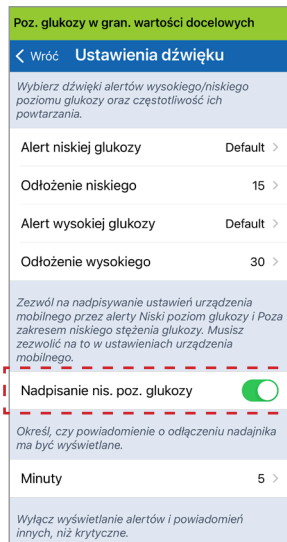 Poz. glukozy w gran. wartości docelowych
Wróć Ustawienia dźwięku
Wybierz dźwięki alertów wysokiego/niskiego
poziomu glukozy oraz częstotliwość ich
powtarzania.
Alert niskiej glukozy Default
Odłożenie niskiego 15
Alert wysokiej glukozy Default
Odłożenie wysokiego 30
Zezwól na nadpisywanie ustawień urządzenia
mobilnego przez alerty Niski poziom glukozy i Poza
zakresem niskiego stężenia glukozy. Musisz
zezwolić na to w ustawieniach urządzenia
mobilnego.
Nadpisanie nis. poz. glukozy
Określ, czy powiadomienie o odłączeniu nadajnika
ma być wyświetlane.
Minuty 5
Wyłącz wyświetlanie alertów i powiadomień
innych, niż krytyczne.